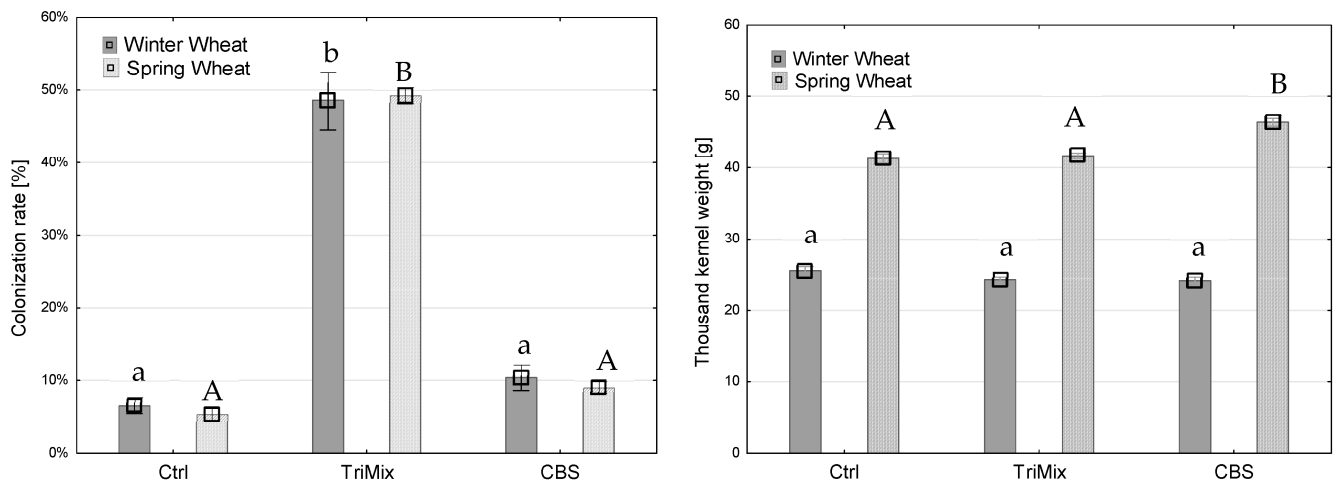 60%
50%
40%
30%
20%
10%
0%
Colonization rate [%]
Winter Wheat
Spring Wheat
a
A
b
B
a
A
Ctrl
TriMix
CBS
60
50
40
30
20
10
0
Thousand kernel weight [g]
Winter Wheat
Spring Wheat
a
A
a
A
a
B
Ctrl
TriMix
CBS